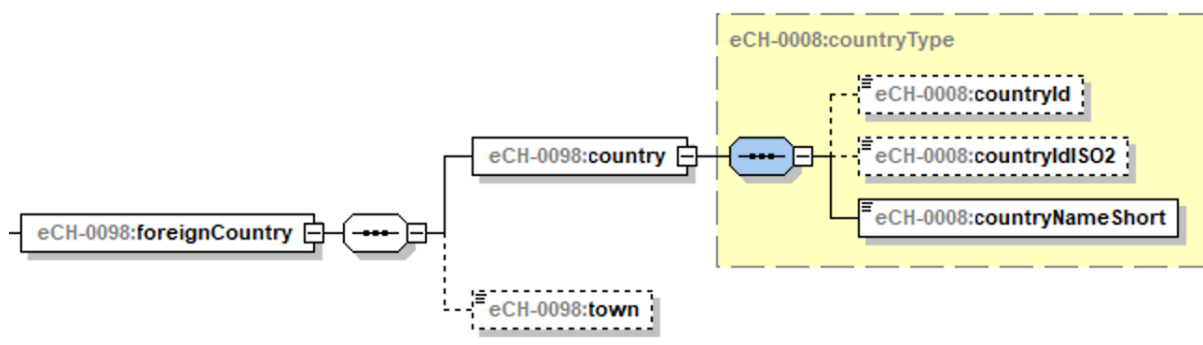 eCH-0008:countryType
eCH-0008:countryId
eCH-0098:country
eCH-0008:countryIdISO2
eCH-0008:countryNameShort
eCH-0098:foreignCountry
eCH-0098:town